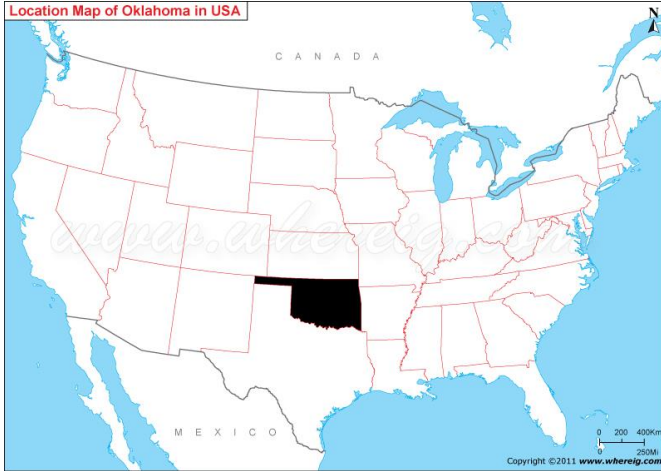 Location Map of Oklahoma in USA
N
CANADA
www.whereig.com
MEXICO
0 200 400Km
0 250Mi
Copyright ©2011 www.whereig.com